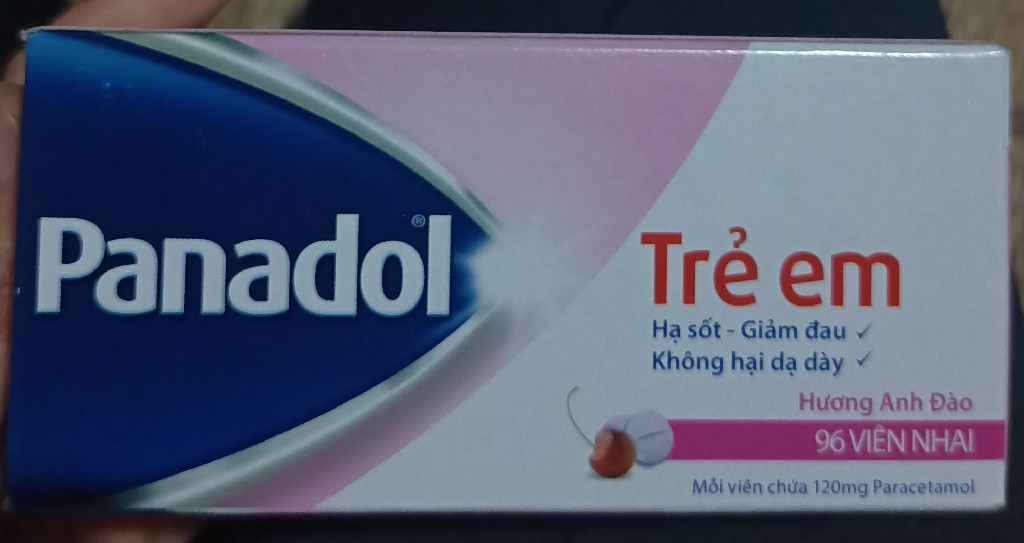 Panadol®
Trẻ em
Hạ sốt - Giảm đau ✓
Không hại dạ dày ✓
Hương Anh Đào
96 VIÊN NHAI
Mỗi viên chứa 120mg Paracetamol